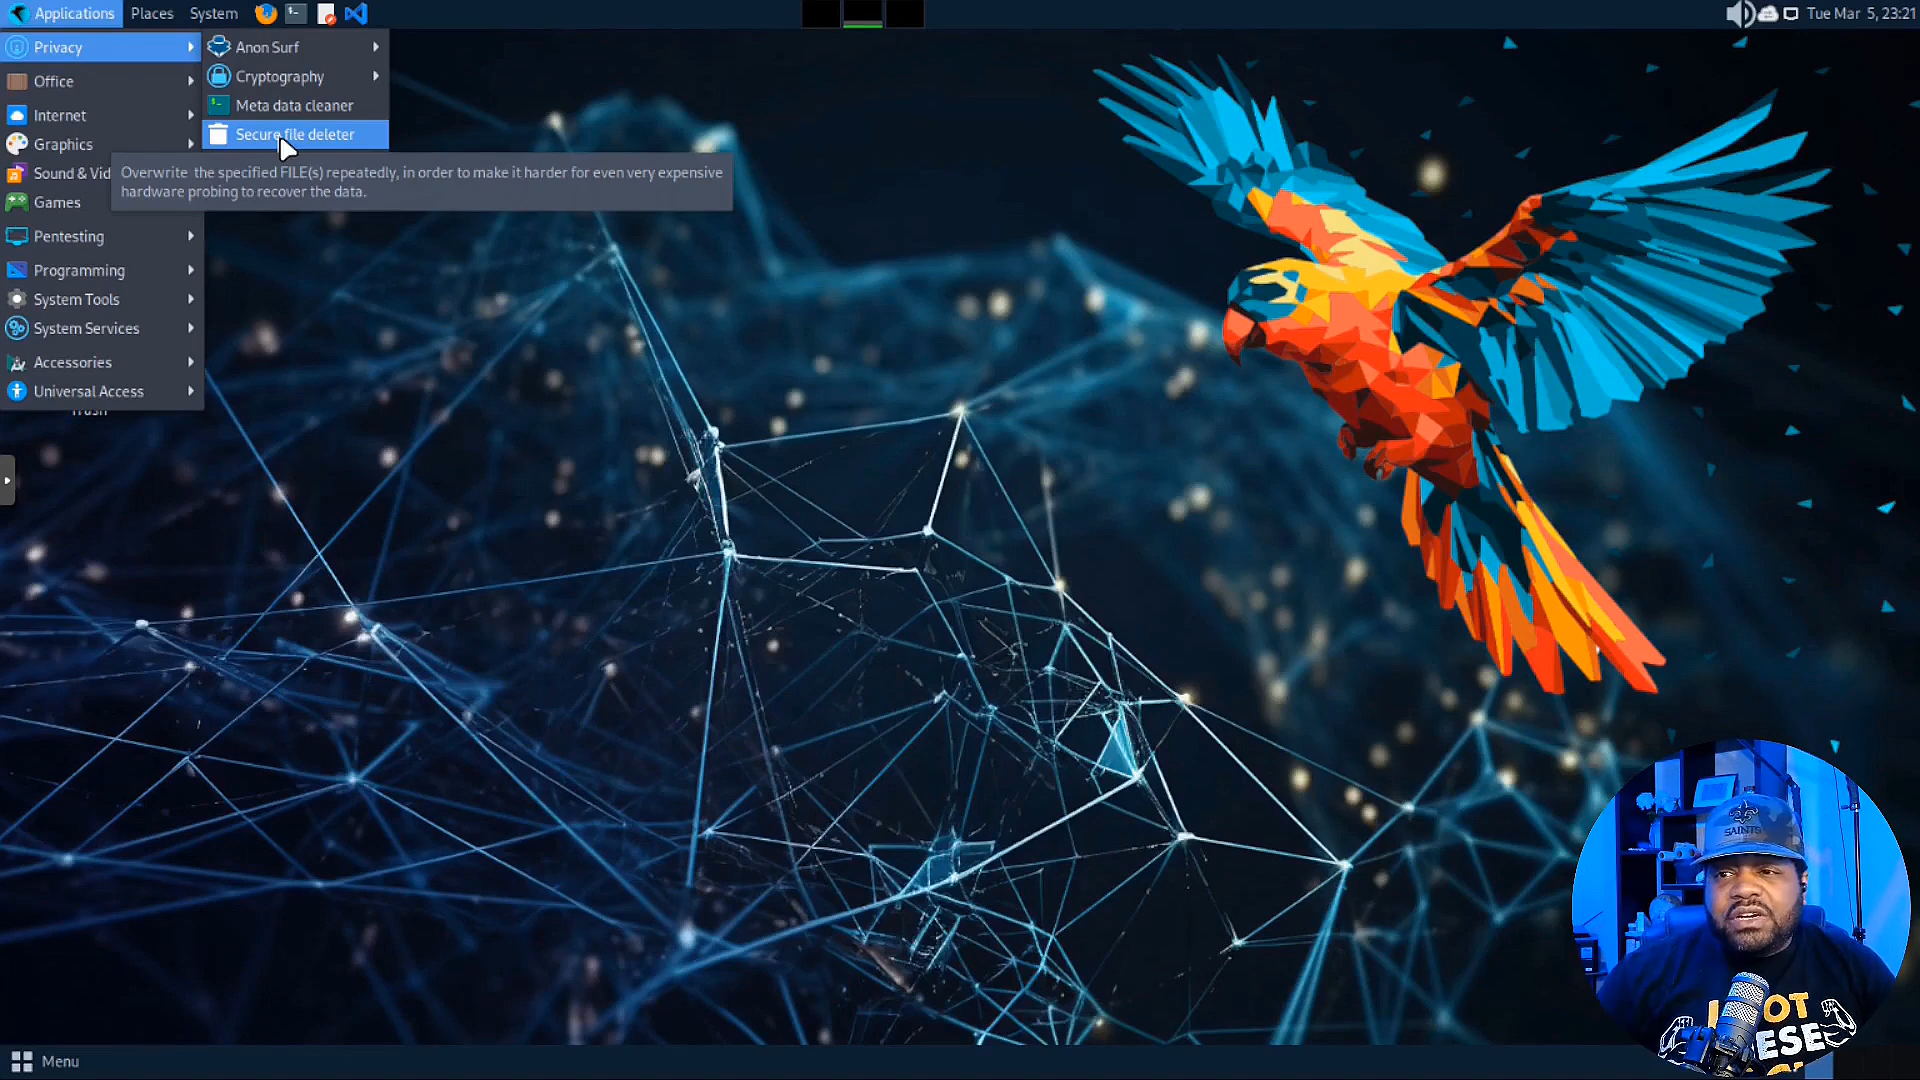 Applications Places System
Tue Mar 5, 23:21
Privacy
Office
Internet
Graphics
Sound & Vid
Games
Pentesting
Programming
System Tools
System Services
Accessories
Universal Access
Anon Surf
Cryptography
Meta data cleaner
Secure file deleter
Overwrite the specified FILE(s) repeatedly, in order to make it harder for even very expensive
hardware probing to recover the data.
Trash
SAINTS
Menu